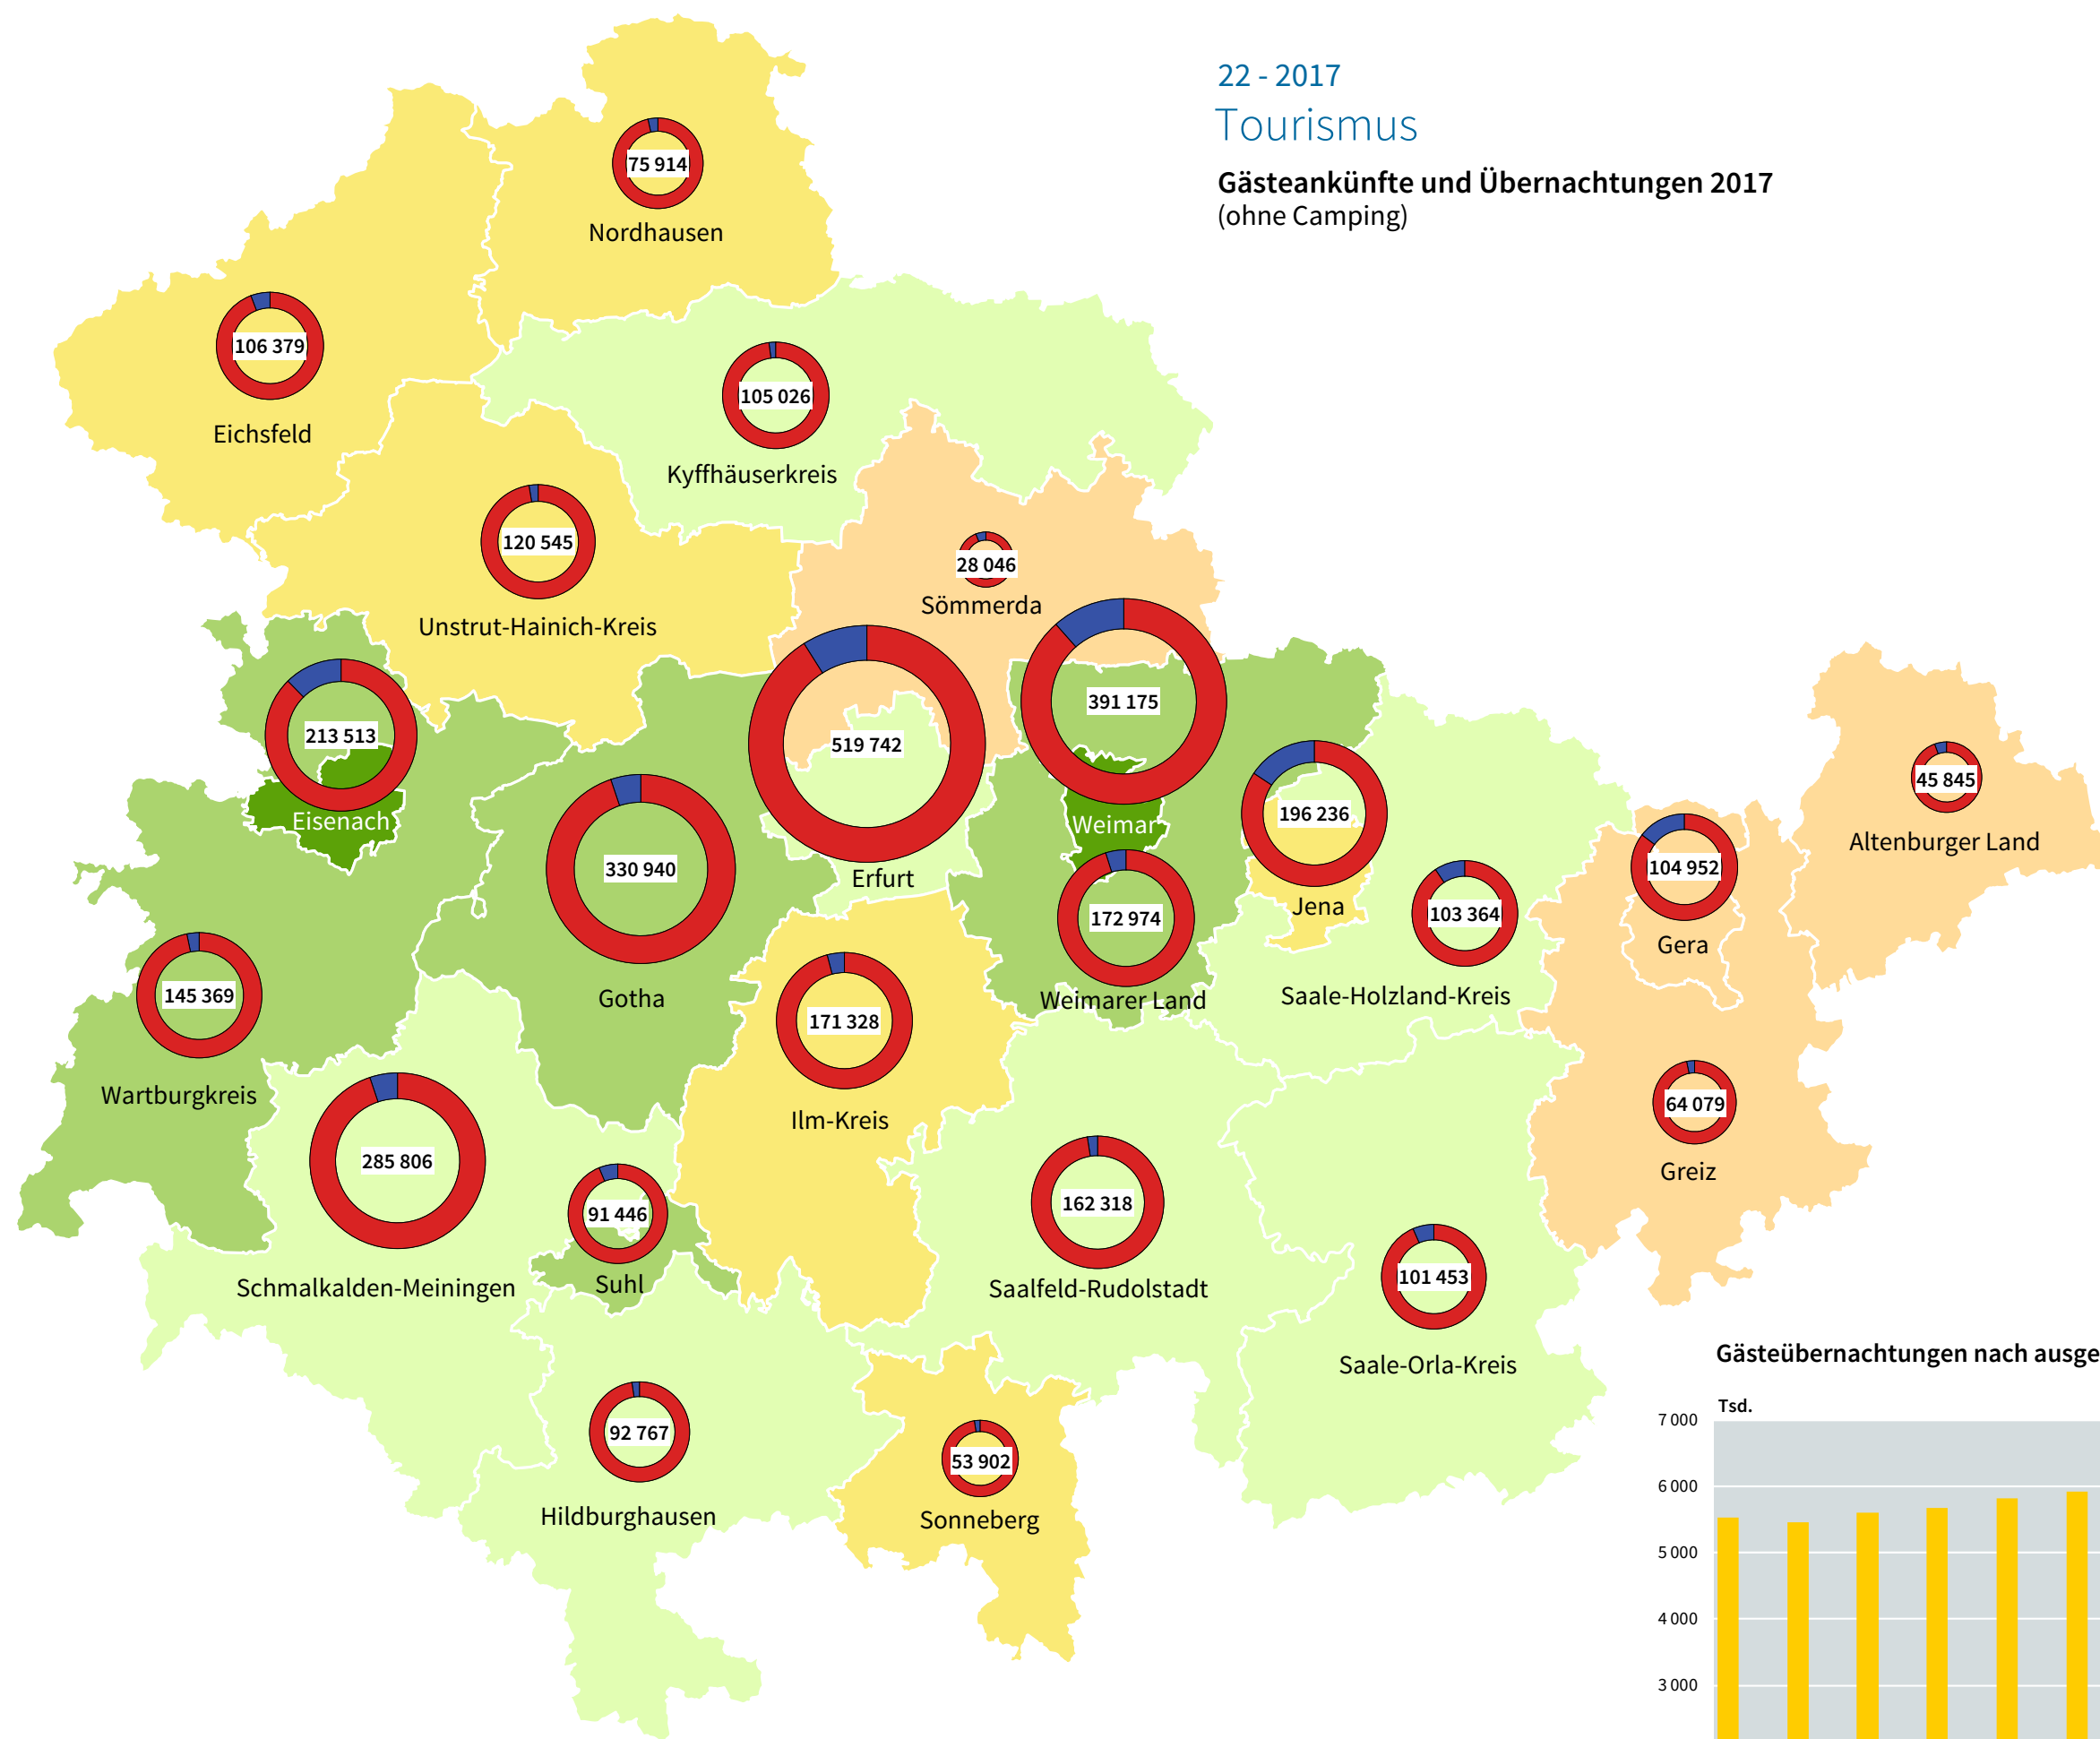 22 - 2017
Tourismus
Gästeankünfte und Übernachtungen 2017
(ohne Camping)
75 914
Nordhausen
106 379
Eichsfeld
105 026
Kyffhäuserkreis
120 545
Unstrut-Hainich-Kreis
28 046
Sömmerda
213 513
Eisenach
519 742
Erfurt
391 175
Weimar
196 236
Jena
45 845
Altenburger Land
330 940
Gotha
172 974
Weimarer Land
103 364
Saale-Holzland-Kreis
104 952
Gera
145 369
Wartburgkreis
171 328
Ilm-Kreis
64 079
Greiz
285 806
Schmalkalden-Meiningen
91 446
Suhl
162 318
Saalfeld-Rudolstadt
101 453
Saale-Orla-Kreis
92 767
Hildburghausen
53 902
Sonneberg
Gästeübernachtungen nach ausge
Tsd.
7 000
6 000
5 000
4 000
3 000